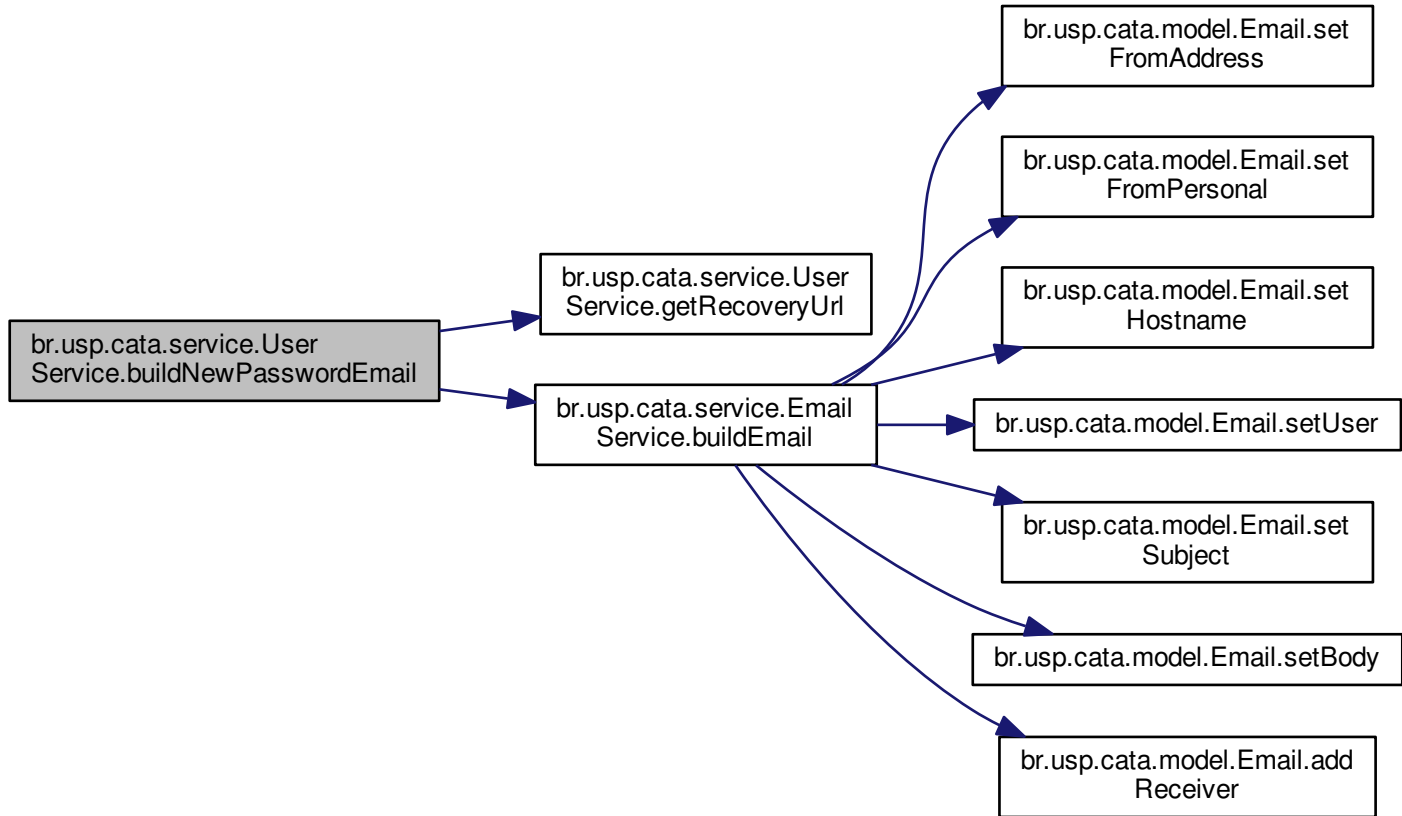 br.usp.cata.model.Email.set
FromAddress
br.usp.cata.model.Email.set
FromPersonal
br.usp.cata.service.User
Service.getRecoveryUrl
br.usp.cata.model.Email.set
Hostname
br.usp.cata.service.User
Service.buildNewPasswordEmail
br.usp.cata.service.Email
Service.buildEmail
br.usp.cata.model.Email.setUser
br.usp.cata.model.Email.set
Subject
br.usp.cata.model.Email.setBody
br.usp.cata.model.Email.add
Receiver